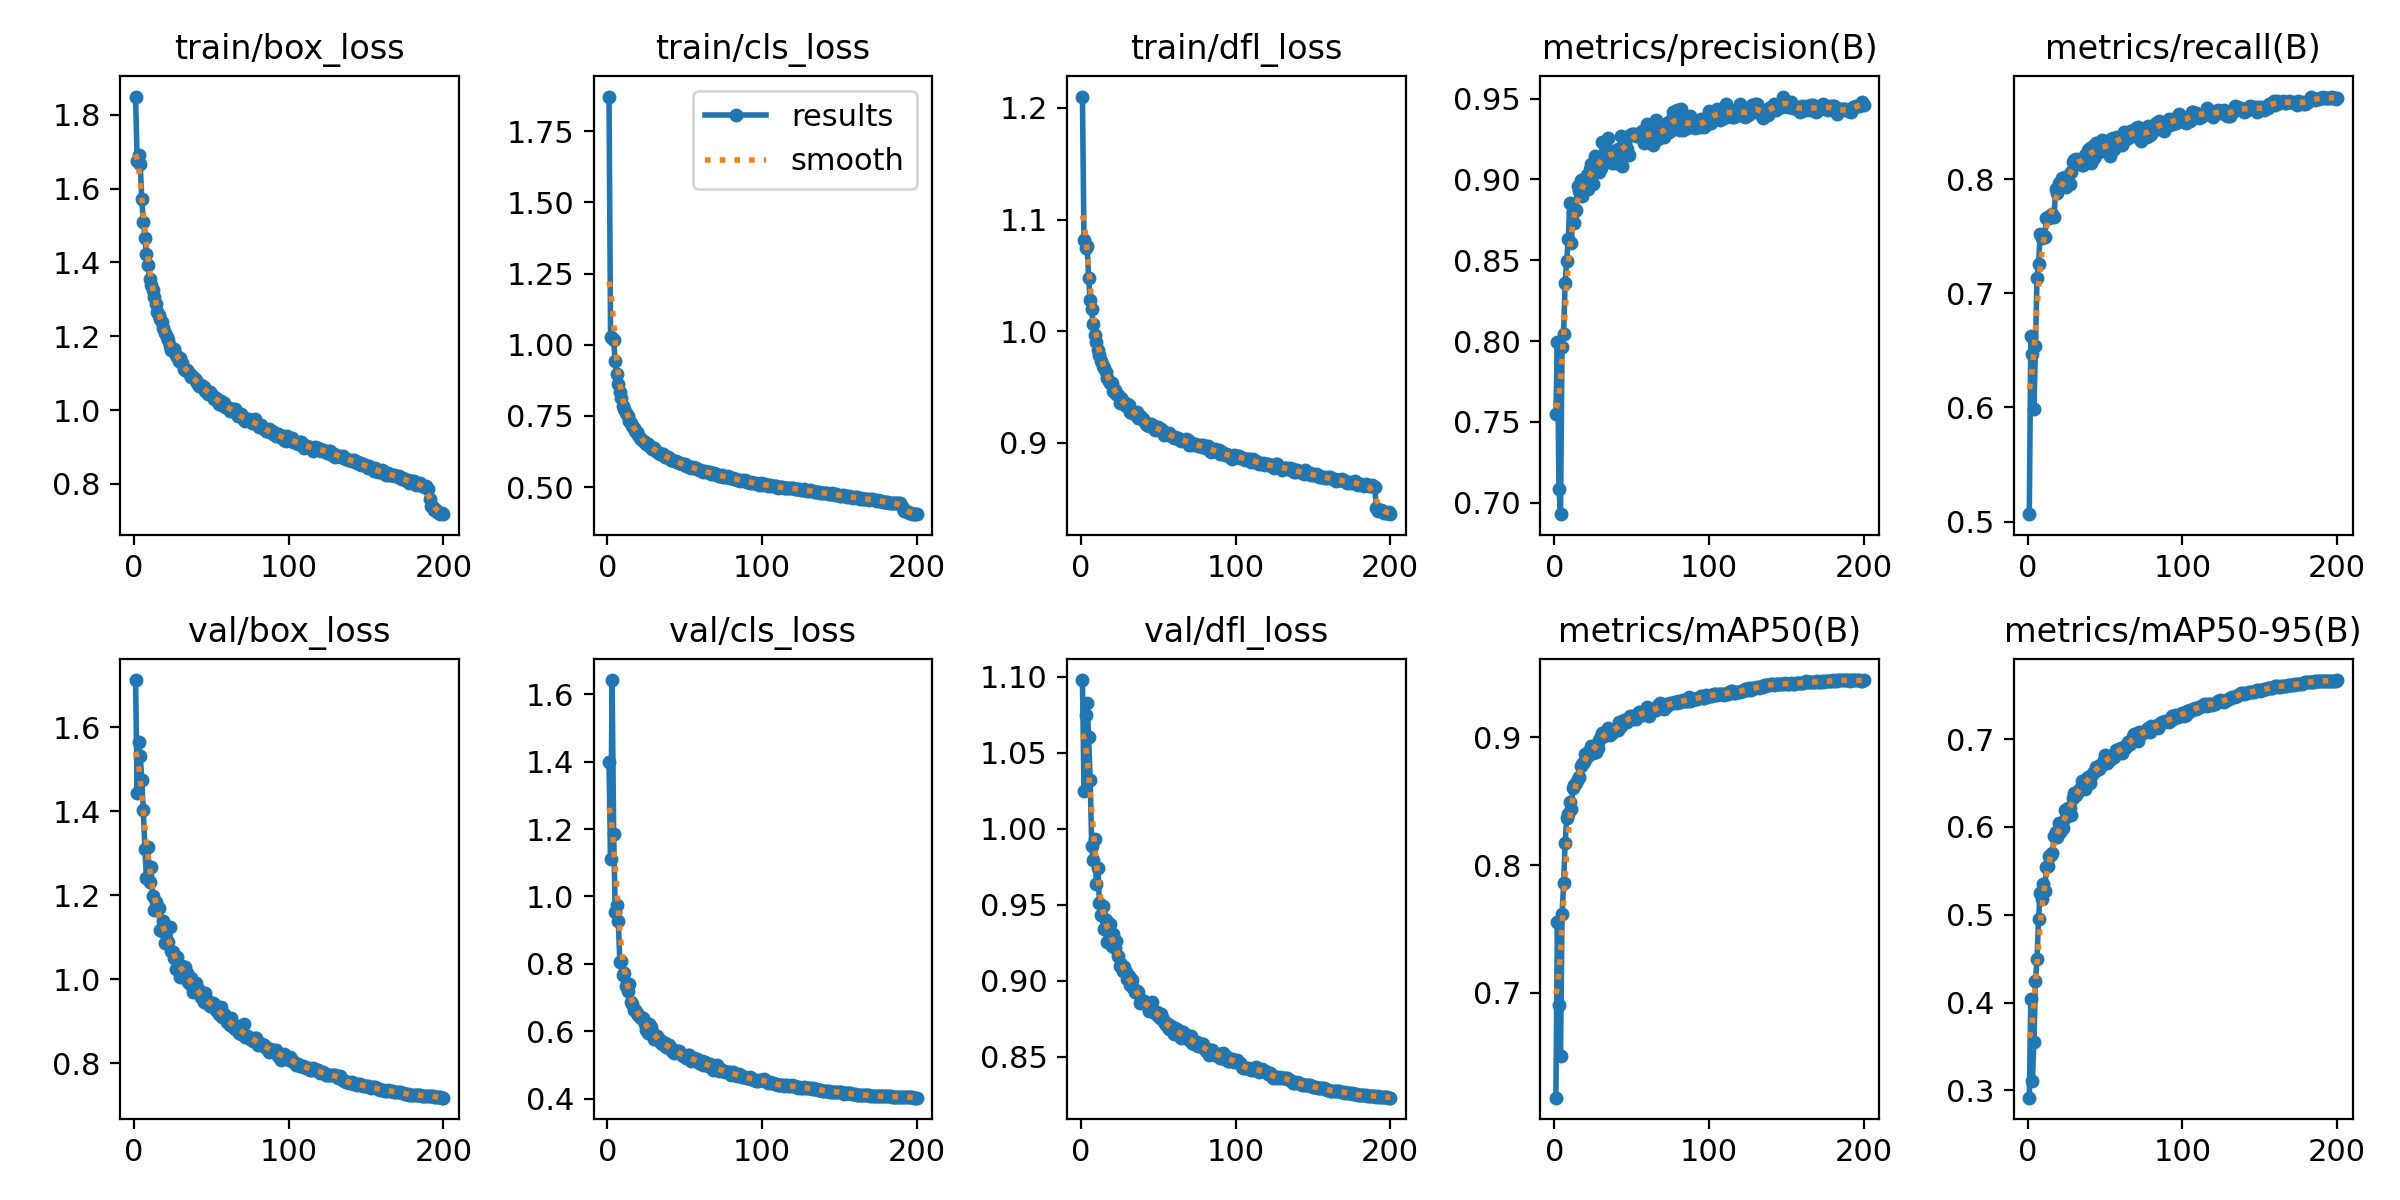 train/box_loss
1.8
1.6
1.4
1.2
1.0
0.8
0 100 200
train/cls_loss
results
smooth
1.75
1.50
1.25
1.00
0.75
0.50
0 100 200
train/dfl_loss
1.2
1.1
1.0
0.9
0 100 200
metrics/precision(B)
0.95
0.90
0.85
0.80
0.75
0.70
0 100 200
metrics/recall(B)
0.8
0.7
0.6
0.5
0 100 200
val/box_loss
1.6
1.4
1.2
1.0
0.8
0 100 200
val/cls_loss
1.6
1.4
1.2
1.0
0.8
0.6
0.4
0 100 200
val/dfl_loss
1.10
1.05
1.00
0.95
0.90
0.85
0 100 200
metrics/mAP50(B)
0.9
0.8
0.7
0 100 200
metrics/mAP50-95(B)
0.7
0.6
0.5
0.4
0.3
0 100 200